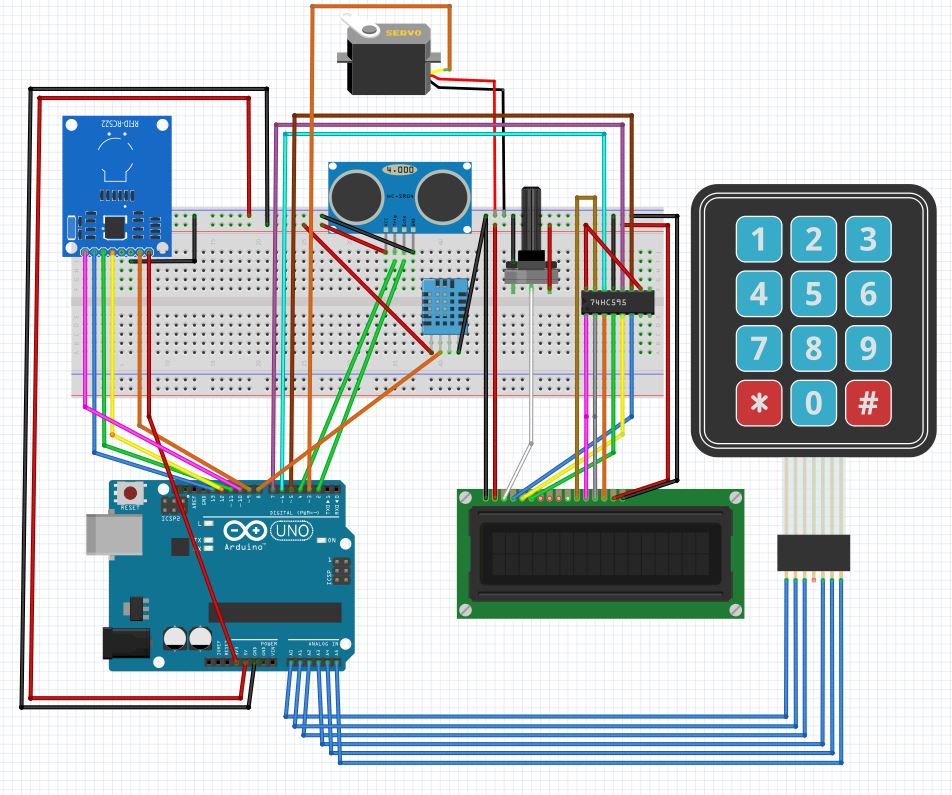 SERVO
RFID-RC522
4.000
HC-SR04
74HC595
1 2 3
4 5 6
7 8 9
* 0 #
RESET
ICSP2
AREF
GND
13
12
~11
~10
~9
8
7
~6
~5
4
~3
2
TX▸1
RX◂0
DIGITAL (PWM~)
L
TX
RX
Arduino
UNO
ON
ICSP
1
POWER
ANALOG IN
IOREF
RESET
3V3
5V
GND
GND
VIN
A0
A1
A2
A3
A4
A5